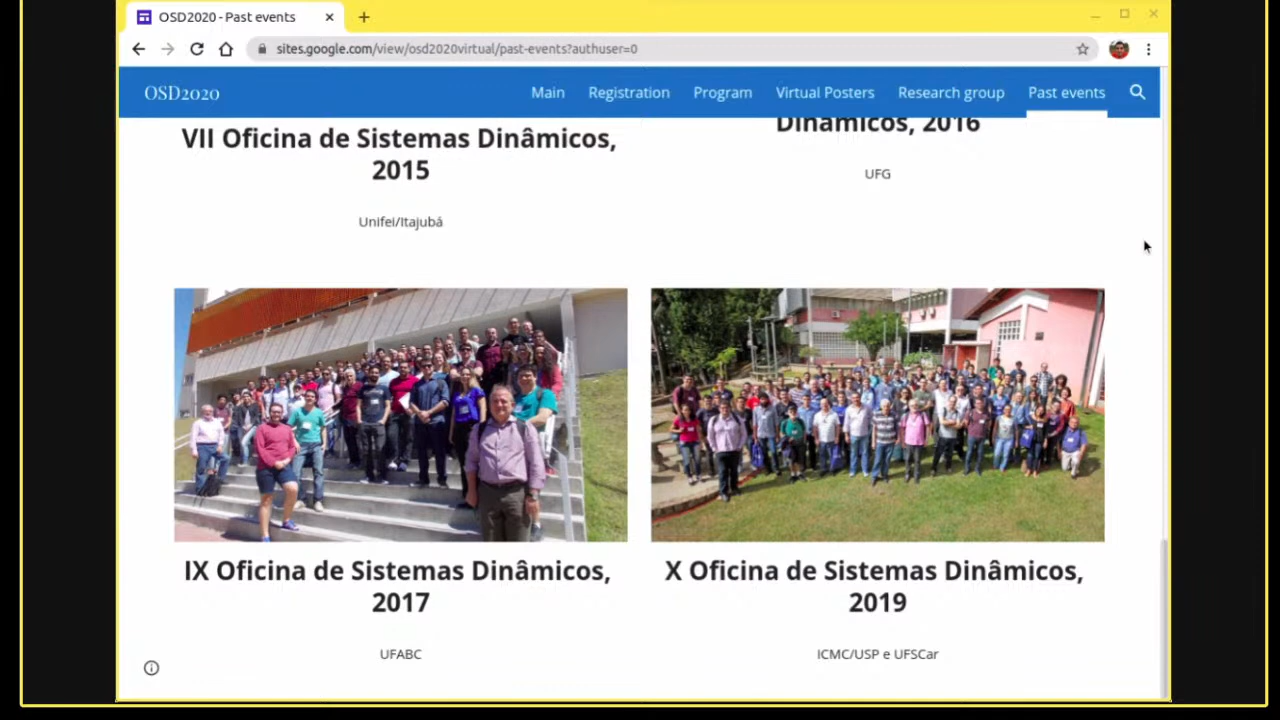 OSD2020 - Past events
sites.google.com/view/osd2020virtual/past-events?authuser=0
OSD2020
Main
Registration
Program
Virtual Posters
Research group
Past events
VII Oficina de Sistemas Dinâmicos,
2015
Unifei/Itajubá
Dinâmicos, 2016
UFG
IX Oficina de Sistemas Dinâmicos,
2017
UFABC
X Oficina de Sistemas Dinâmicos,
2019
ICMC/USP e UFSCar